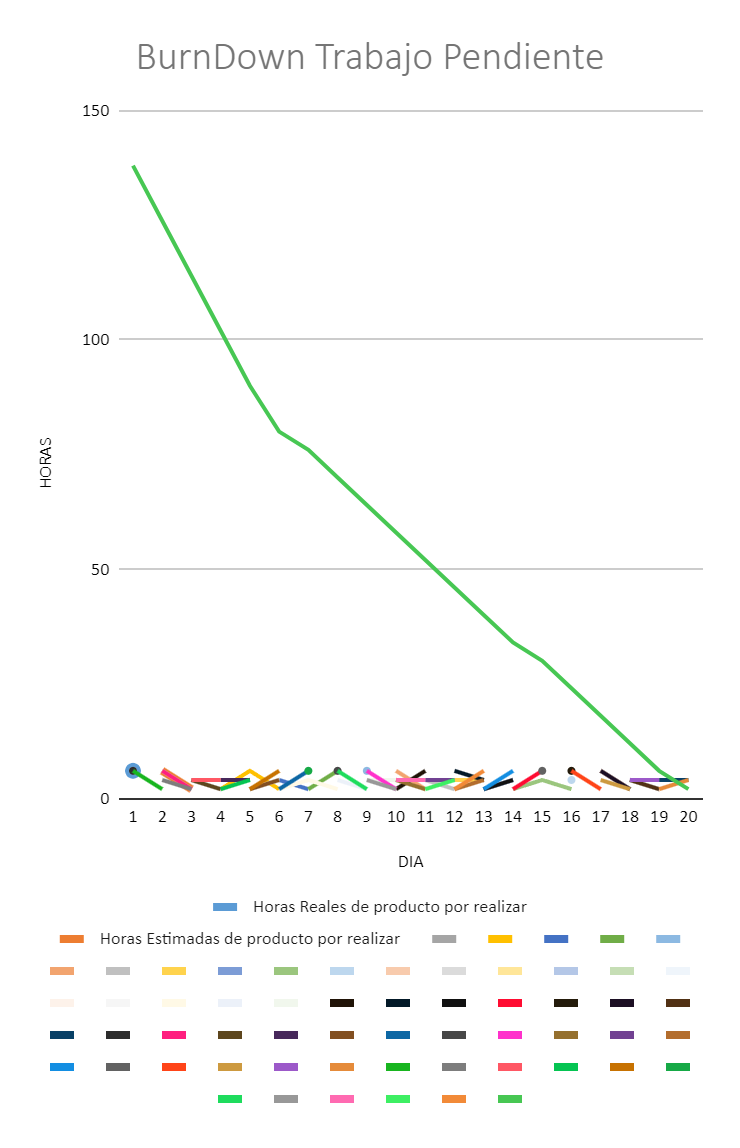 BurnDown Trabajo Pendiente
150
100
50
0
HORAS
1 2 3 4 5 6 7 8 9 10 11 12 13 14 15 16 17 18 19 20
DIA
Horas Reales de producto por realizar
Horas Estimadas de producto por realizar